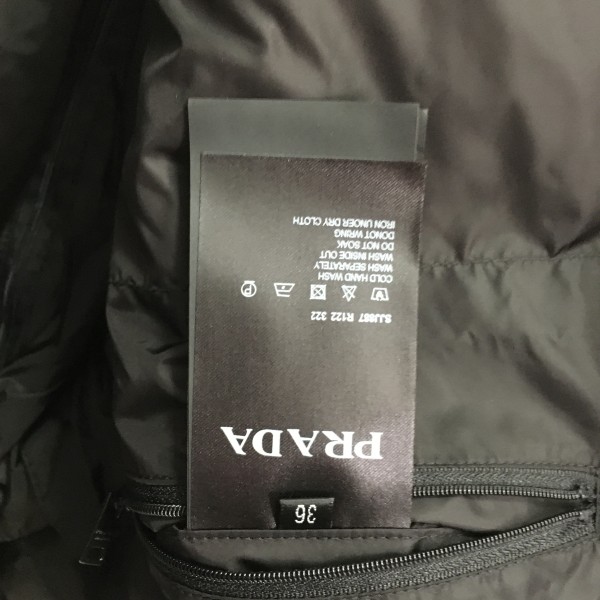 36
PRADA
SJJ887 R122 322
COLD HAND WASH
WASH SEPARATELY
WASH INSIDE OUT
DO NOT SOAK
DONOT WRING
IRON UNDER DRY CLOTH